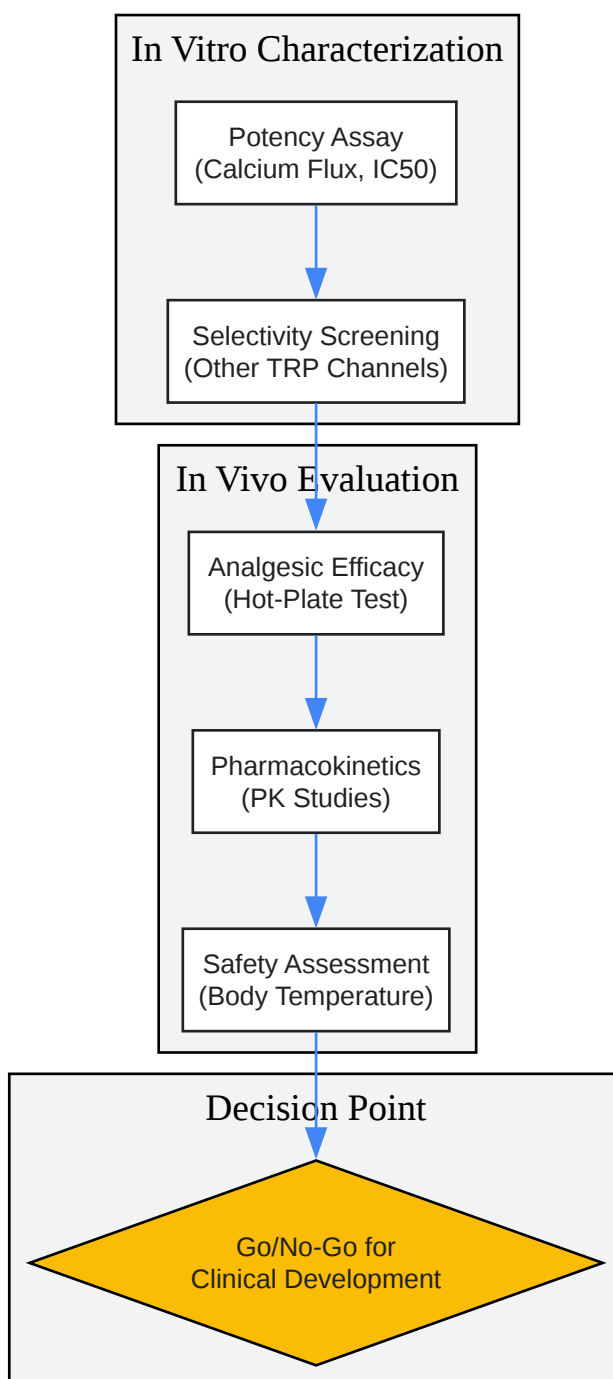 In Vitro Characterization
Potency Assay
(Calcium Flux, IC50)
Selectivity Screening
(Other TRP Channels)
In Vivo Evaluation
Analgesic Efficacy
(Hot-Plate Test)
Pharmacokinetics
(PK Studies)
Safety Assessment
(Body Temperature)
Decision Point
Go/No-Go for
Clinical Development